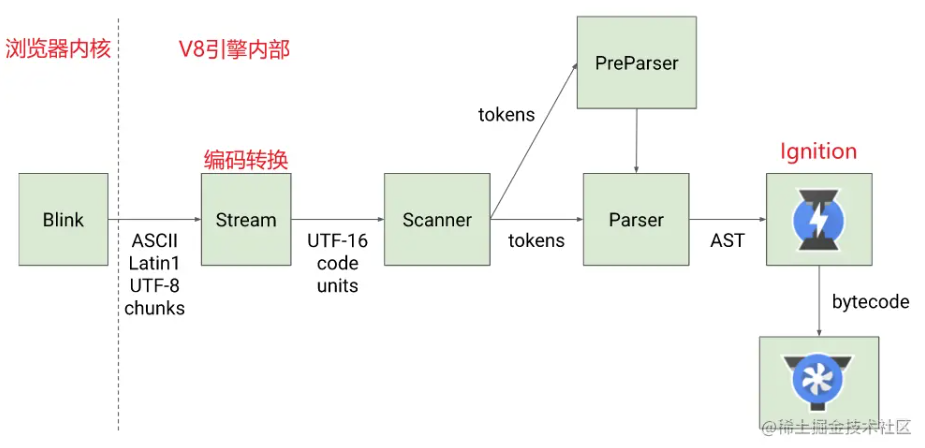 浏览器内核
V8引擎内部
PreParser
tokens
编码转换
Ignition
Blink
Stream
Scanner
Parser
ASCII
Latin1
UTF-8
chunks
UTF-16
code
units
tokens
AST
bytecode
@稀土掘金技术社区